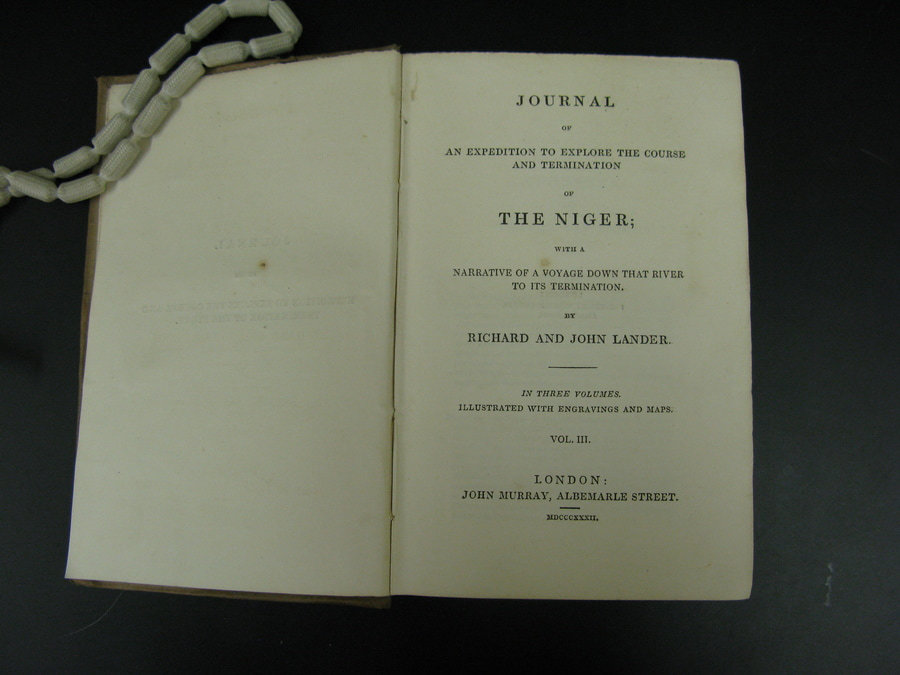 JOURNAL
OF
AN EXPEDITION TO EXPLORE THE COURSE
AND TERMINATION
OF
THE NIGER;
WITH A
NARRATIVE OF A VOYAGE DOWN THAT RIVER
TO ITS TERMINATION.
BY
RICHARD AND JOHN LANDER.
IN THREE VOLUMES.
ILLUSTRATED WITH ENGRAVINGS AND MAPS.
VOL. III.
LONDON:
JOHN MURRAY, ALBEMARLE STREET.
MDCCCXXXII.